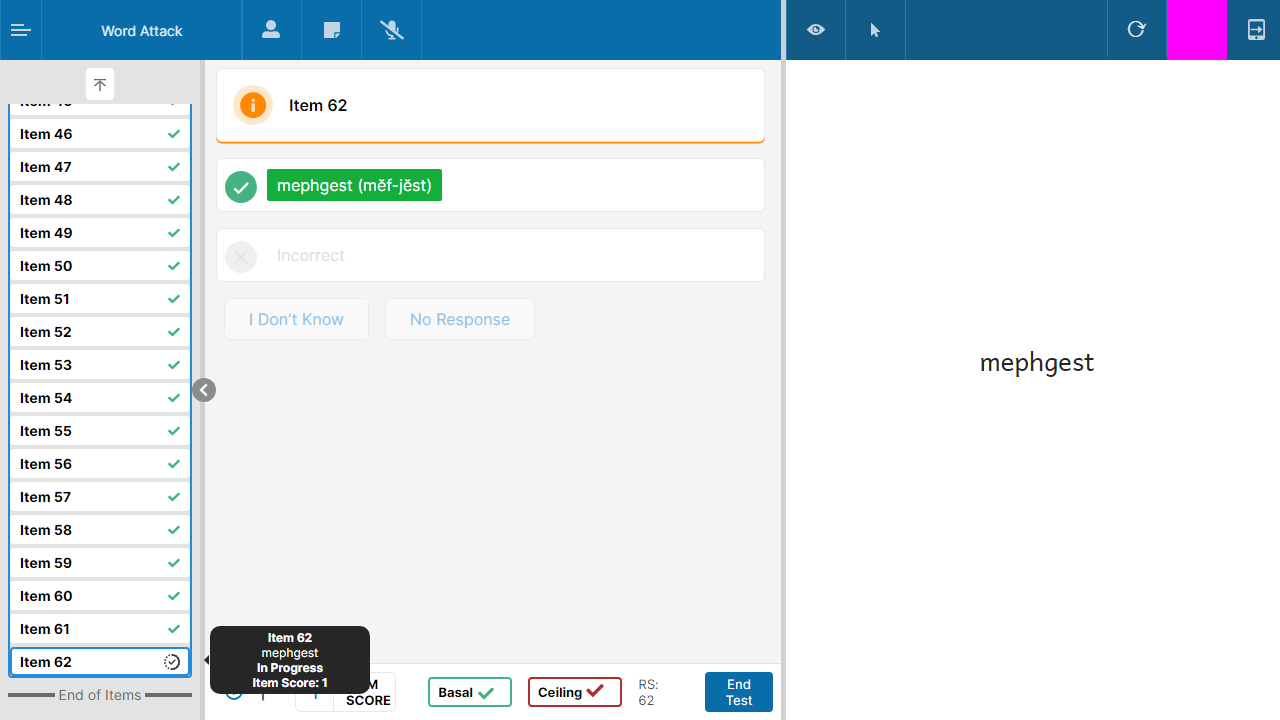 Word Attack
Item 46
Item 47
Item 48
Item 49
Item 50
Item 51
Item 52
Item 53
Item 54
Item 55
Item 56
Item 57
Item 58
Item 59
Item 60
Item 61
Item 62
End of Items
Item 62
mephgest (mĕf-jĕst)
Incorrect
I Don't Know
No Response
Item 62
mephgest
In Progress
Item Score: 1
SCORE
Basal
Ceiling
RS:
62
End
Test
mephgest